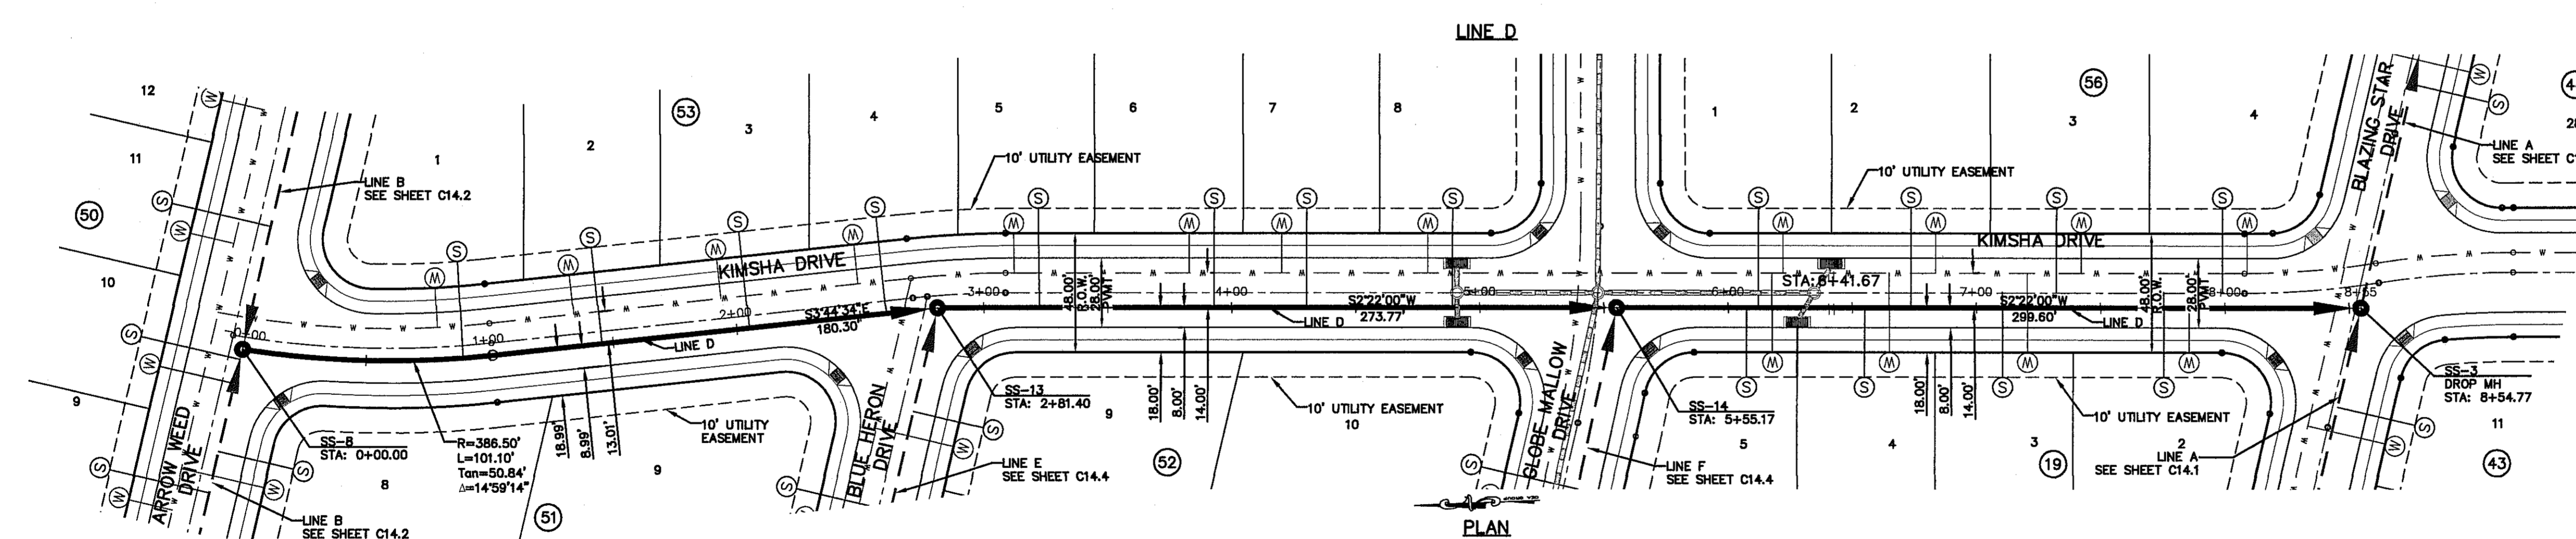 LINE D
12
11
50
10
9
LINE B
SEE SHEET C14.2
1
2
53
3
4
5
6
7
8
10' UTILITY EASEMENT
1
2
56
3
4
10' UTILITY EASEMENT
BLAZING STAR
DRIVE
LINE A
KIMSHA DRIVE
KIMSHA DRIVE
0+00
1+00
2+00
3+00
4+00
5+00
6+00
7+00
8+00
STA: 6+41.67
S3°44'34"E
180.30'
LINE D
48.00'
R.O.W.
28.00'
S2°22'00"W
273.77'
LINE D
S2°22'00"W
299.60'
LINE D
48.00'
R.O.W.
28.00'
PVMT
ARROW WEED
DRIVE
SS-8
STA: 0+00.00
8
LINE B
SEE SHEET C14.2
R=386.50'
L=101.10'
Tan=50.84'
Δ=14°59'14"
51
18.99'
8.99'
13.01'
9
10' UTILITY
EASEMENT
BLUE HERON
DRIVE
SS-13
STA: 2+81.40
9
LINE E
SEE SHEET C14.4
52
18.00'
8.00'
14.00'
10' UTILITY EASEMENT
10
GLOBE MALLOW
DRIVE
SS-14
STA: 5+55.17
5
LINE F
SEE SHEET C14.4
4
18.00'
8.00'
14.00'
3
19
10' UTILITY EASEMENT
2
LINE A
SEE SHEET C14.1
SS-3
DROP MH
STA: 8+54.77
11
43
PLAN